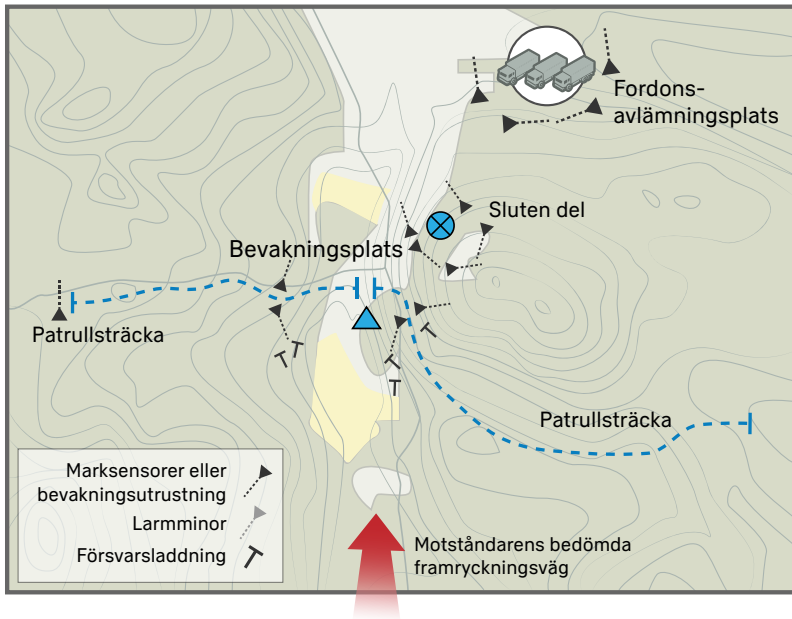 Fordons-
avlämningsplats
Sluten del
Bevakningsplats
Patrullsträcka
Patrullsträcka
Marksensorer eller
bevakningsutrustning
Larmminor
Försvarsladdning
Motståndarens bedömda
framryckningsväg